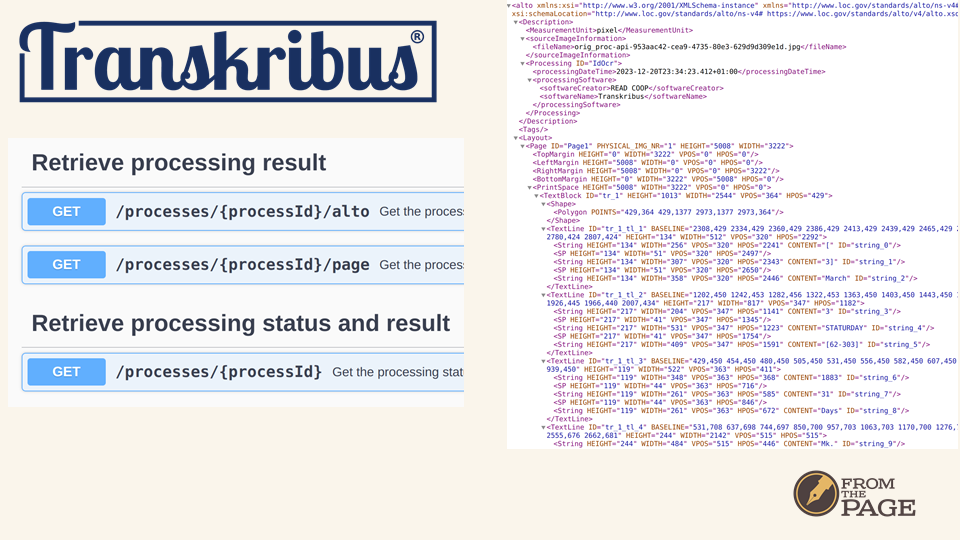 Transkribus®
Retrieve processing result
GET /processes/{processId}/alto Get the proces
GET /processes/{processId}/page Get the proces
Retrieve processing status and result
GET /processes/{processId} Get the processing stat
<alto xmlns:xsi="http://www.w3.org/2001/XMLSchema-instance" xmlns="http://www.loc.gov/standards/alto/ns-v4#"
xsi:schemaLocation="http://www.loc.gov/standards/alto/ns-v4# https://www.loc.gov/standards/alto/v4/alto.xsd
<Description>
<MeasurementUnit>pixel</MeasurementUnit>
<sourceImageInformation>
<fileName>orig_proc-api-953aac42-cea9-4735-80e3-629d9d309e1d.jpg</fileName>
</sourceImageInformation>
<Processing ID="IdOcr">
<processingDateTime>2023-12-20T23:34:23.412+01:00</processingDateTime>
<processingSoftware>
<softwareCreator>READ COOP</softwareCreator>
<softwareName>Transkribus</softwareName>
</processingSoftware>
</Processing>
</Description>
<Tags/>
<Layout>
<Page ID="Page1" PHYSICAL_IMG_NR="1" HEIGHT="5008" WIDTH="3222">
<TopMargin HEIGHT="0" WIDTH="3222" VPOS="0" HPOS="0"/>
<LeftMargin HEIGHT="5008" WIDTH="0" VPOS="0" HPOS="0"/>
<RightMargin HEIGHT="5008" WIDTH="0" VPOS="0" HPOS="3222"/>
<BottomMargin HEIGHT="0" WIDTH="3222" VPOS="5008" HPOS="0"/>
<PrintSpace HEIGHT="5008" WIDTH="3222" VPOS="0" HPOS="0">
<TextBlock ID="tr_1" HEIGHT="1013" WIDTH="2544" VPOS="364" HPOS="429">
<Shape>
<Polygon POINTS="429,364 429,1377 2973,1377 2973,364"/>
</Shape>
<TextLine ID="tr_1_tl_1" BASELINE="2308,429 2334,429 2360,429 2386,429 2413,429 2439,429 2465,429
2780,424 2807,424" HEIGHT="134" WIDTH="512" VPOS="320" HPOS="2292">
<String HEIGHT="134" WIDTH="256" VPOS="320" HPOS="2241" CONTENT="[" ID="string_0"/>
<SP HEIGHT="134" WIDTH="51" VPOS="320" HPOS="2497"/>
<String HEIGHT="134" WIDTH="307" VPOS="320" HPOS="2343" CONTENT="3]" ID="string_1"/>
<SP HEIGHT="134" WIDTH="51" VPOS="320" HPOS="2650"/>
<String HEIGHT="134" WIDTH="358" VPOS="320" HPOS="2446" CONTENT="March" ID="string_2"/>
</TextLine>
<TextLine ID="tr_1_tl_2" BASELINE="1202,450 1242,453 1282,456 1322,453 1363,450 1403,450 1443,450
1926,445 1966,440 2007,434" HEIGHT="217" WIDTH="817" VPOS="347" HPOS="1182">
<String HEIGHT="217" WIDTH="204" VPOS="347" HPOS="1141" CONTENT="3" ID="string_3"/>
<SP HEIGHT="217" WIDTH="41" VPOS="347" HPOS="1345"/>
<String HEIGHT="217" WIDTH="531" VPOS="347" HPOS="1223" CONTENT="STATURDAY" ID="string_4"/>
<SP HEIGHT="217" WIDTH="41" VPOS="347" HPOS="1754"/>
<String HEIGHT="217" WIDTH="409" VPOS="347" HPOS="1591" CONTENT="[62-303]" ID="string_5"/>
</TextLine>
<TextLine ID="tr_1_tl_3" BASELINE="429,450 454,450 480,450 505,450 531,450 556,450 582,450 607,450
939,450" HEIGHT="119" WIDTH="522" VPOS="363" HPOS="411">
<String HEIGHT="119" WIDTH="348" VPOS="363" HPOS="368" CONTENT="1883" ID="string_6"/>
<SP HEIGHT="119" WIDTH="44" VPOS="363" HPOS="716"/>
<String HEIGHT="119" WIDTH="261" VPOS="363" HPOS="585" CONTENT="31" ID="string_7"/>
<SP HEIGHT="119" WIDTH="44" VPOS="363" HPOS="846"/>
<String HEIGHT="119" WIDTH="261" VPOS="363" HPOS="672" CONTENT="Days" ID="string_8"/>
</TextLine>
<TextLine ID="tr_1_tl_4" BASELINE="531,708 637,698 744,697 850,700 957,703 1063,703 1170,700 1276,
2555,676 2662,681" HEIGHT="244" WIDTH="2142" VPOS="515" HPOS="515">
<String HEIGHT="244" WIDTH="484" VPOS="515" HPOS="446" CONTENT="Mk." ID="string_9"/>
FROM
THE
PAGE